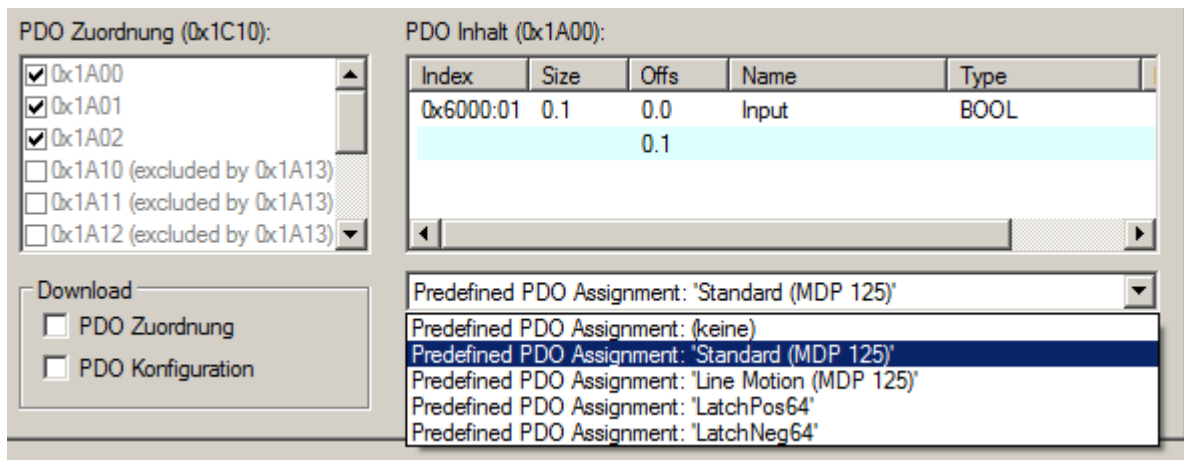 PDO Zuordnung (0x1C10):
0x1A00
0x1A01
0x1A02
0x1A10 (excluded by 0x1A13)
0x1A11 (excluded by 0x1A13)
0x1A12 (excluded by 0x1A13)
PDO Inhalt (0x1A00):
Index Size Offs Name Type
0x6000:01 0.1 0.0 Input BOOL
0.1
Download
PDO Zuordnung
PDO Konfiguration
Predefined PDO Assignment: 'Standard (MDP 125)'
Predefined PDO Assignment: (keine)
Predefined PDO Assignment: 'Standard (MDP 125)'
Predefined PDO Assignment: 'Line Motion (MDP 125)'
Predefined PDO Assignment: 'LatchPos64'
Predefined PDO Assignment: 'LatchNeg64'